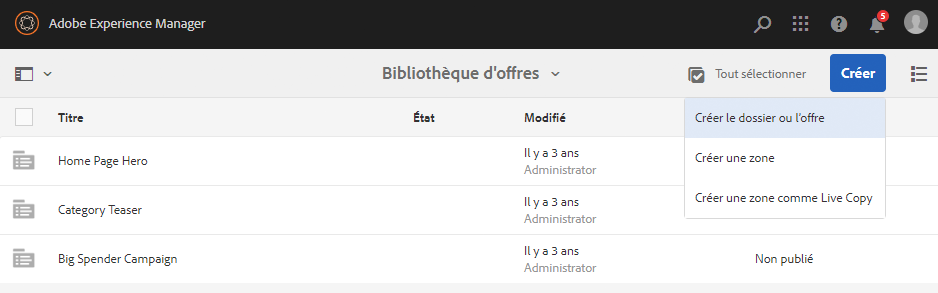 Adobe Experience Manager
5
Bibliothèque d'offres
Tout sélectionner
Créer
Titre
État
Modifié
Créer le dossier ou l'offre
Créer une zone
Créer une zone comme Live Copy
Home Page Hero
Il y a 3 ans
Administrator
Category Teaser
Il y a 3 ans
Administrator
Big Spender Campaign
Il y a 3 ans
Administrator
Non publié